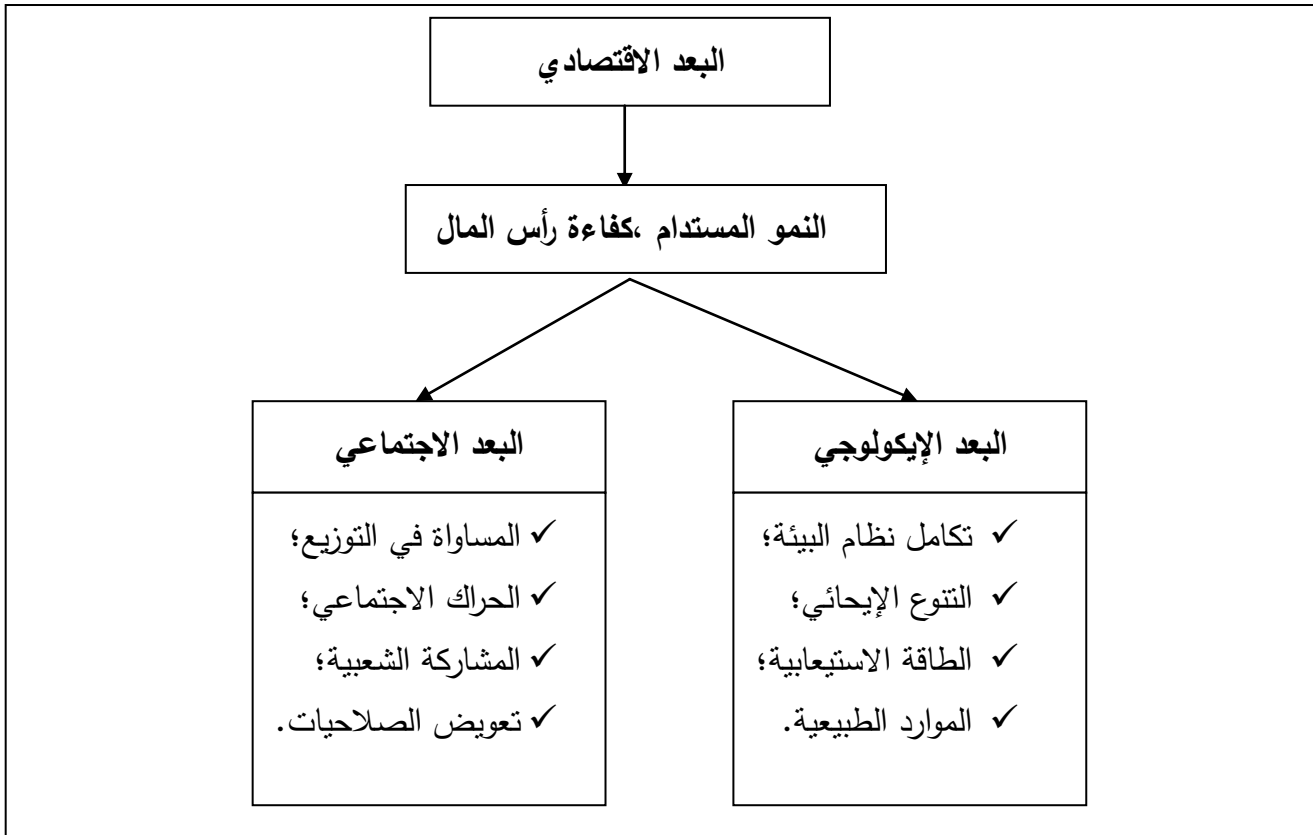 البعد الاقتصادي
النمو المستدام ،كفاءة رأس المال
البعد الإيكولوجي
✓ تكامل نظام البيئة؛
✓ التنوع الإيحائي؛
✓ الطاقة الاستيعابية؛
✓ الموارد الطبيعية.
البعد الاجتماعي
✓ المساواة في التوزيع؛
✓ الحراك الاجتماعي؛
✓ المشاركة الشعبية؛
✓ تعويض الصلاحيات.